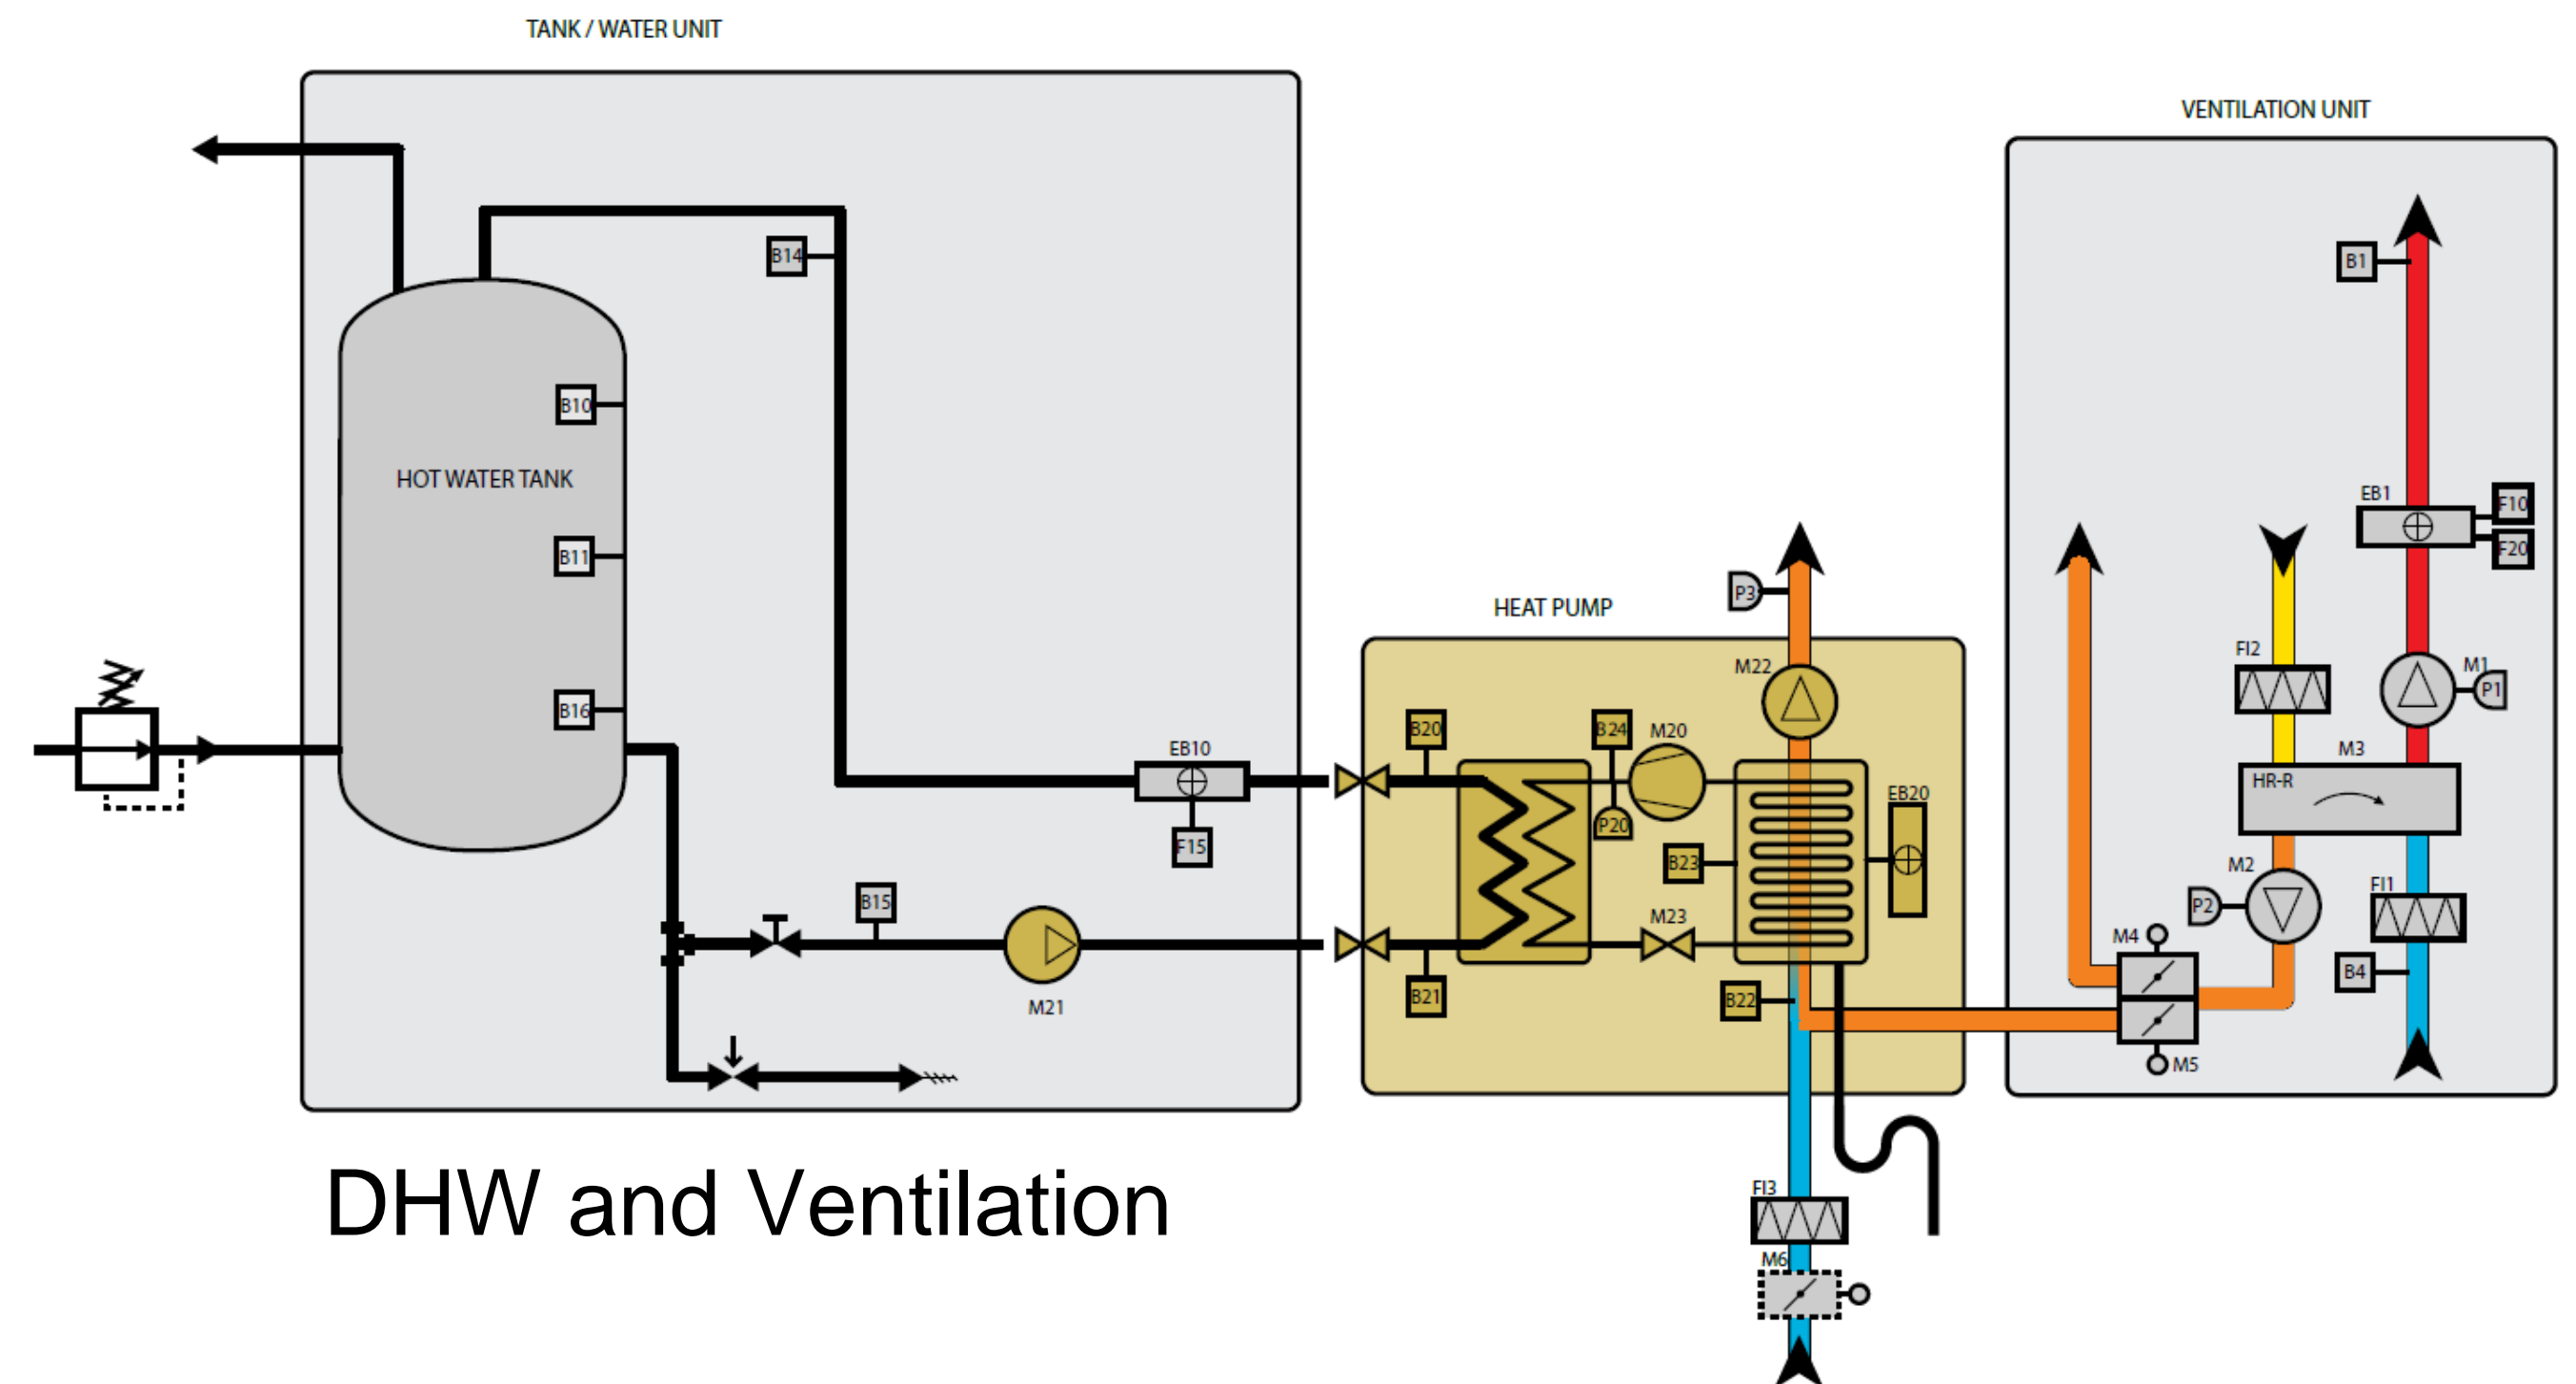 TANK / WATER UNIT
VENTILATION UNIT
B14
B1
B10
HOT WATER TANK
EB1
F10
F20
B11
P3
HEAT PUMP
FI2
M22
M1
P1
B16
B20
B24
M20
EB10
M3
HR-R
EB20
P20
F15
B23
M2
B15
FI1
P2
M23
M4
B4
B21
B22
M21
M5
DHW and Ventilation
FI3
M6